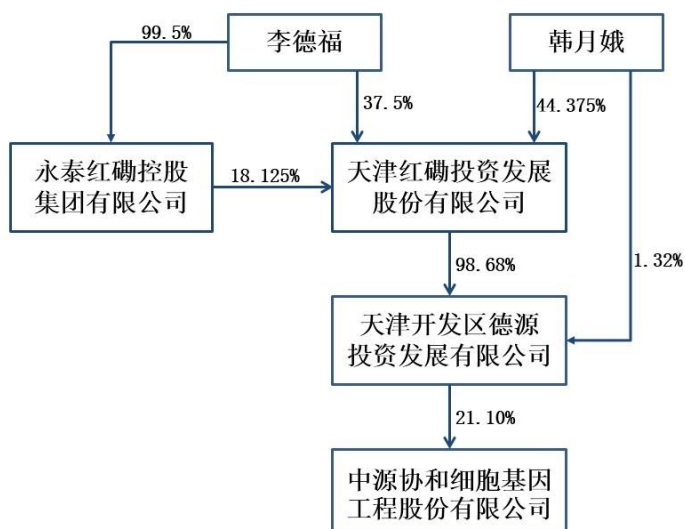 99.5%
李德福
韩月娥
37.5%
44.375%
永泰红磡控股
集团有限公司
18.125%
天津红磡投资发展
股份有限公司
98.68%
1.32%
天津开发区德源
投资发展有限公司
21.10%
中源协和细胞基因
工程股份有限公司